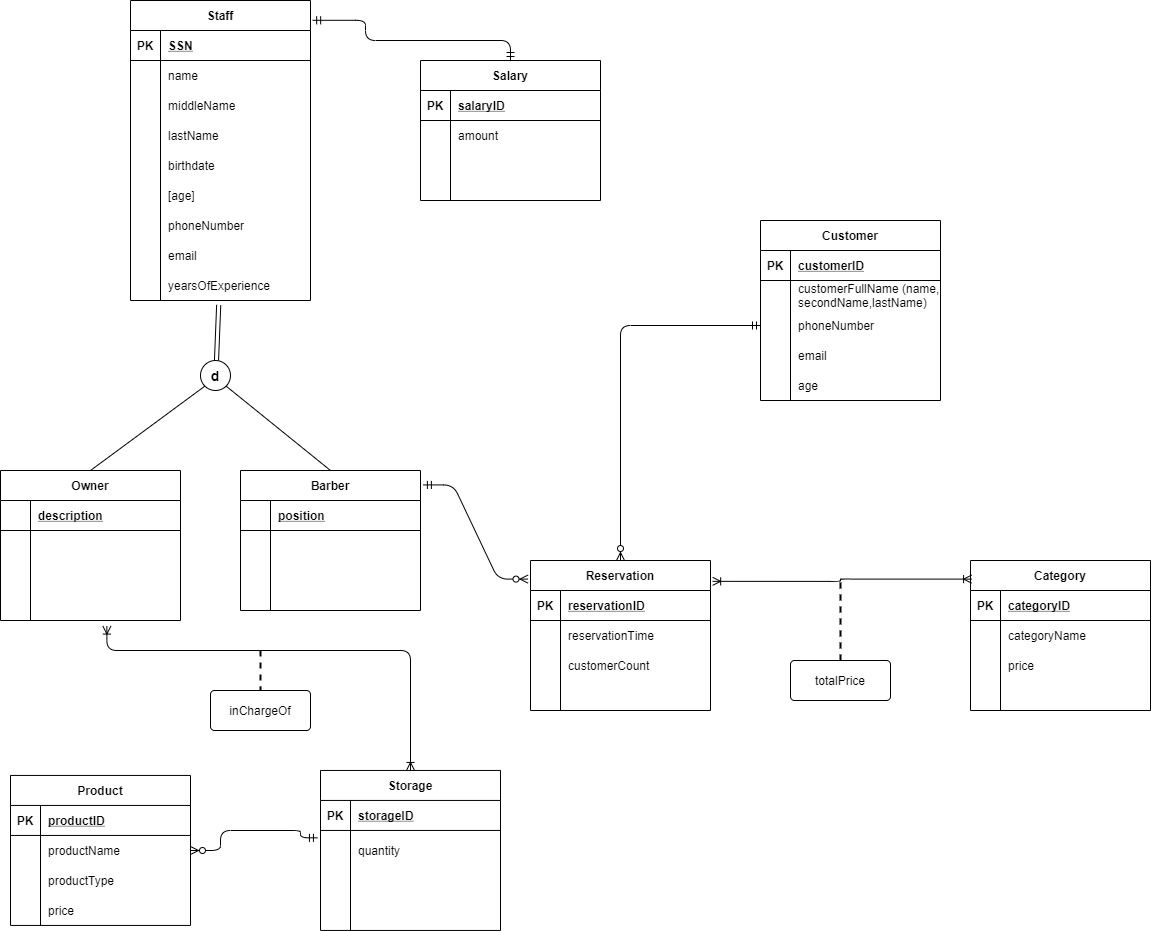 Staff
PK SSN
name
middleName
lastName
birthdate
[age]
phoneNumber
email
yearsOfExperience
Salary
PK salaryID
amount
Customer
PK customerID
customerFullName (name,
secondName,lastName)
phoneNumber
email
age
d
Owner
description
Barber
position
Reservation
PK reservationID
reservationTime
customerCount
Category
PK categoryID
categoryName
price
totalPrice
inChargeOf
Product
PK productID
productName
productType
price
Storage
PK storageID
quantity